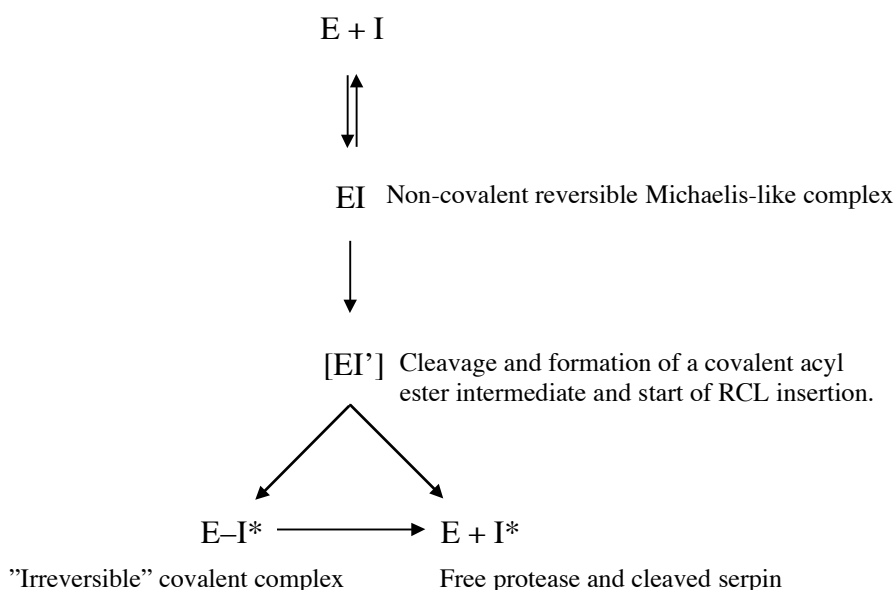 E + I
EI Non-covalent reversible Michaelis-like complex
[EI’] Cleavage and formation of a covalent acyl
ester intermediate and start of RCL insertion.
E–I* E + I*
”Irreversible” covalent complex Free protease and cleaved serpin